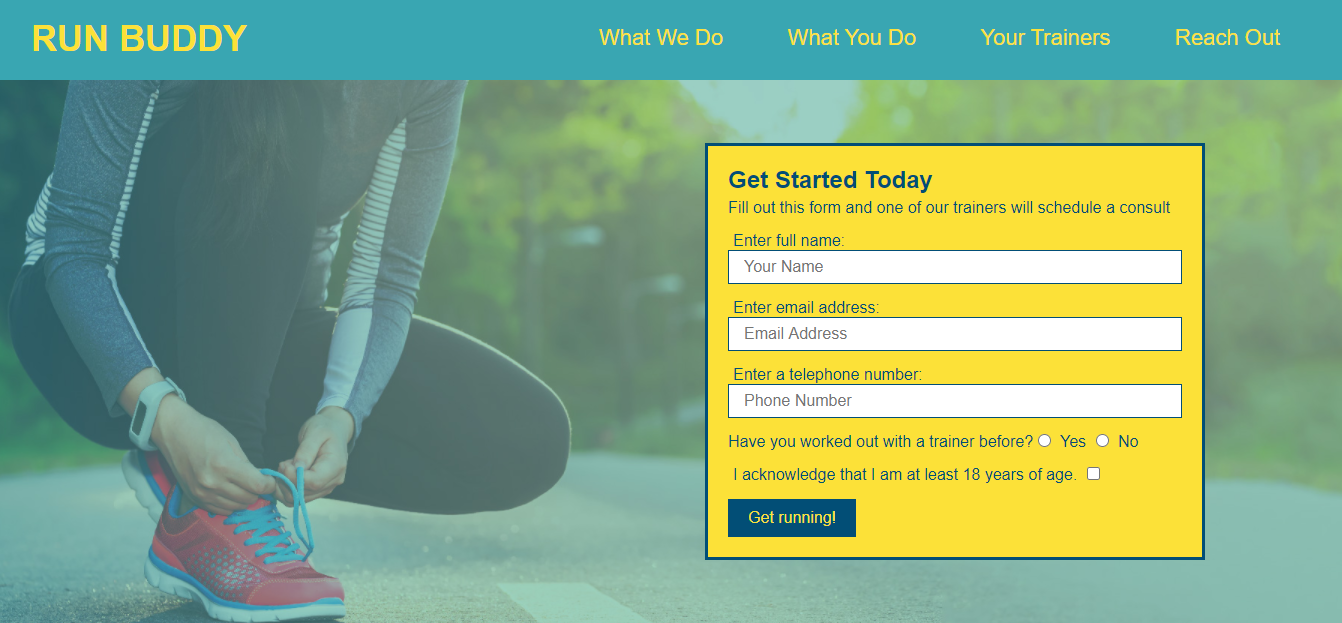 RUN BUDDY
What We Do
What You Do
Your Trainers
Reach Out
Get Started Today
Fill out this form and one of our trainers will schedule a consult
Enter full name:
Your Name
Enter email address:
Email Address
Enter a telephone number:
Phone Number
Have you worked out with a trainer before? Yes No
I acknowledge that I am at least 18 years of age.
Get running!